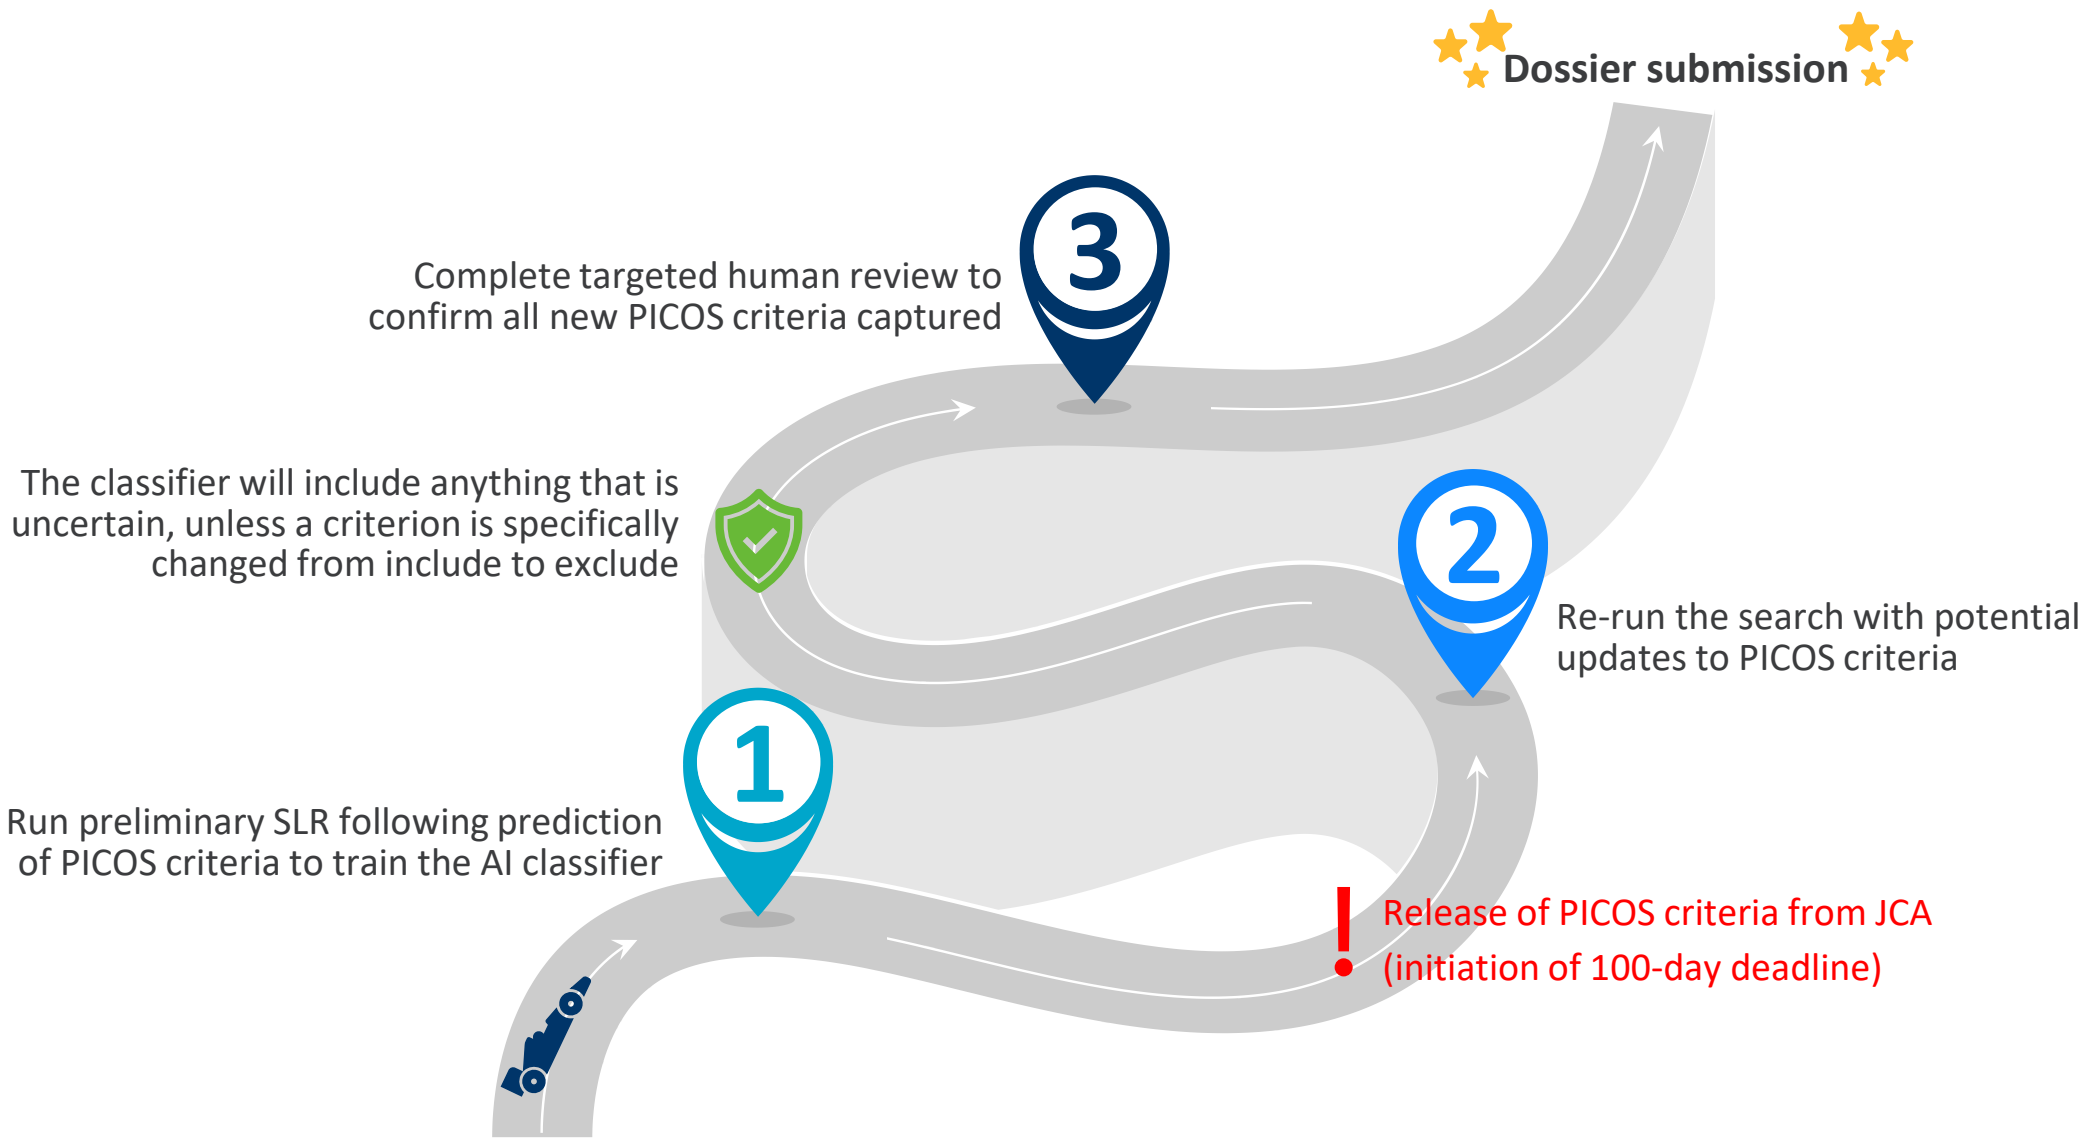 Dossier submission
3
Complete targeted human review to
confirm all new PICOS criteria captured
The classifier will include anything that is
uncertain, unless a criterion is specifically
changed from include to exclude
2
Re-run the search with potential
updates to PICOS criteria
1
Run preliminary SLR following prediction
of PICOS criteria to train the AI classifier
! Release of PICOS criteria from JCA
(initiation of 100-day deadline)